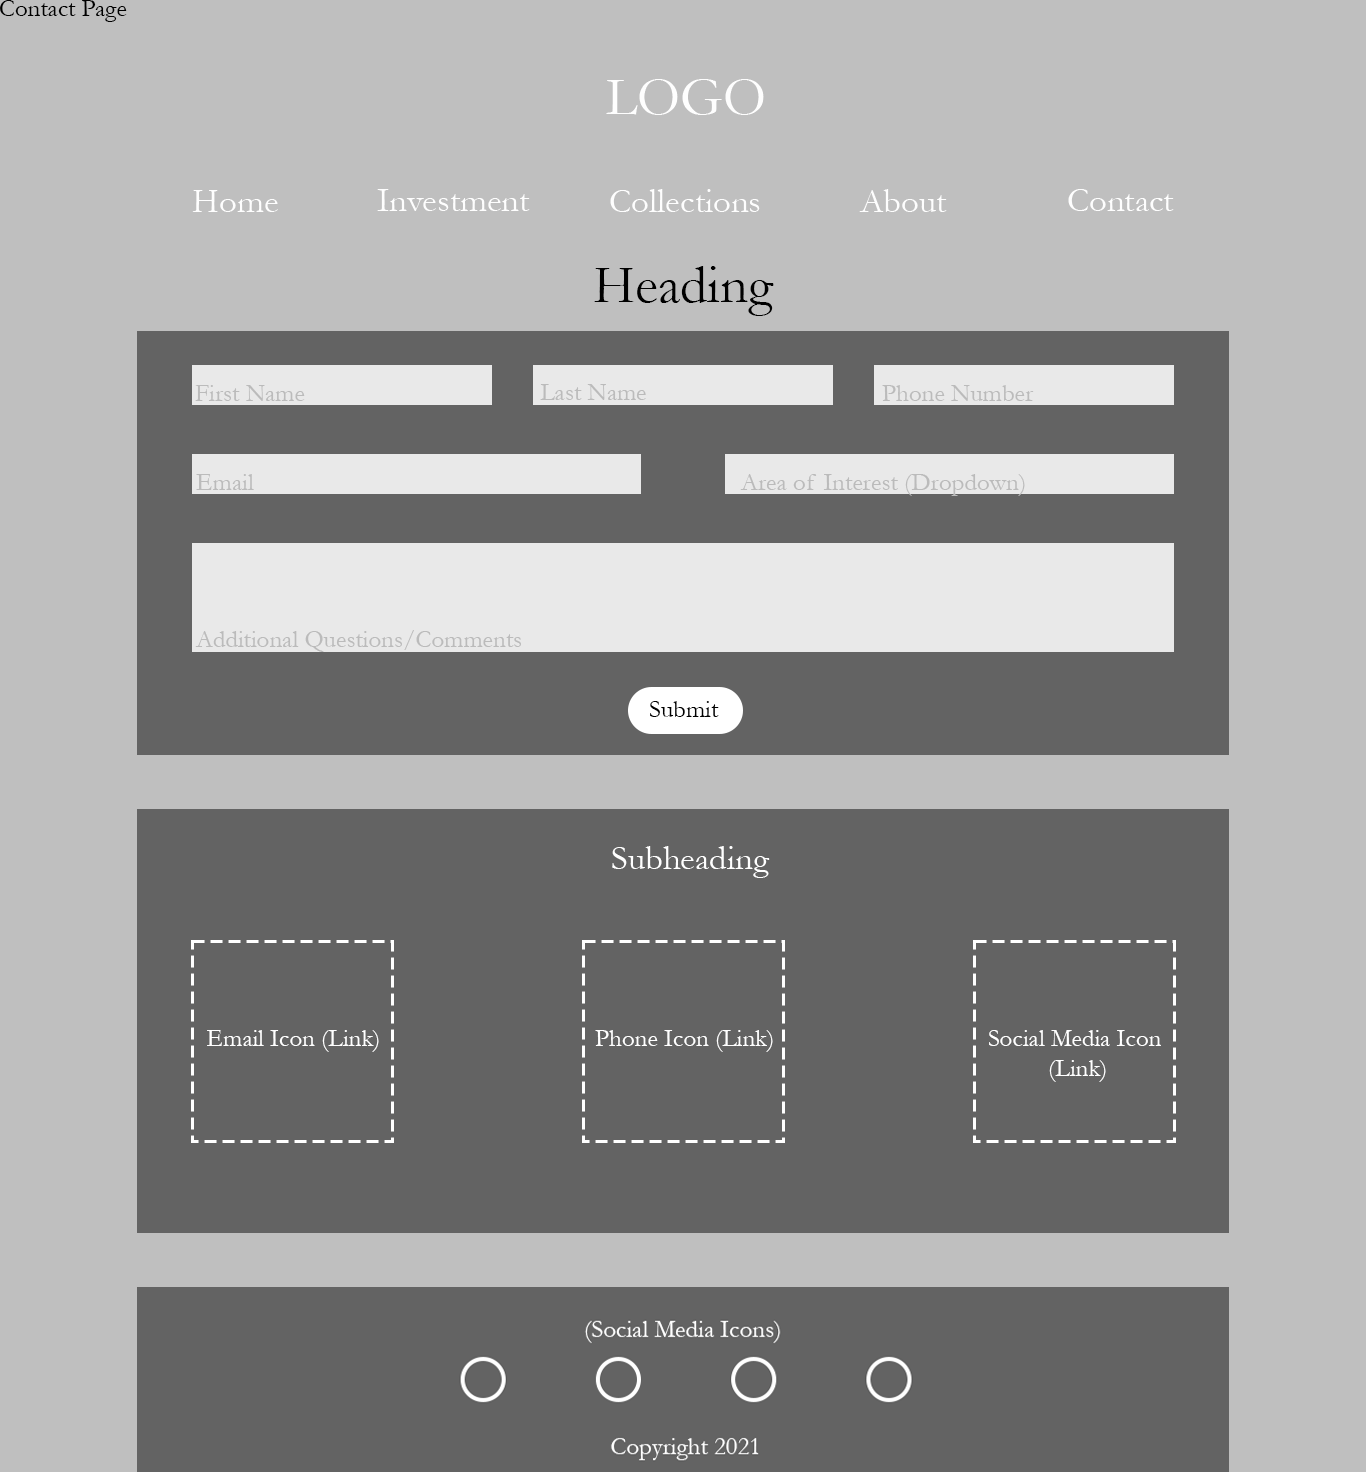 Contact Page
LOGO
Home Investment Collections About Contact
Heading
First Name Last Name Phone Number
Email Area of Interest (Dropdown)
Additional Questions/Comments
Submit
Subheading
Email Icon (Link) Phone Icon (Link) Social Media Icon
(Link)
(Social Media Icons)
Copyright 2021